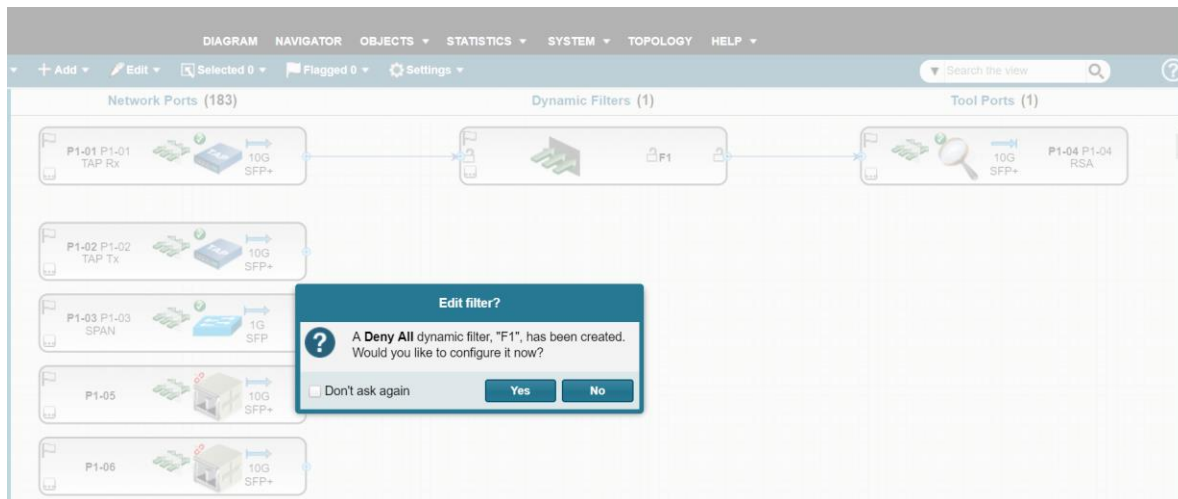 DIAGRAM NAVIGATOR OBJECTS STATISTICS SYSTEM TOPOLOGY HELP
Add Edit Selected 0 Flagged 0 Settings Search the view
Network Ports (183) Dynamic Filters (1) Tool Ports (1)
P1-01 P1-01
TAP Rx
TAP
10G
SFP+
F1
10G
SFP+
P1-04 P1-04
RSA
P1-02 P1-02
TAP Tx
TAP
10G
SFP+
P1-03 P1-03
SPAN
1G
SFP
Edit filter?
A Deny All dynamic filter, "F1", has been created.
Would you like to configure it now?
Don't ask again Yes No
P1-05
10G
SFP+
P1-06
10G
SFP+